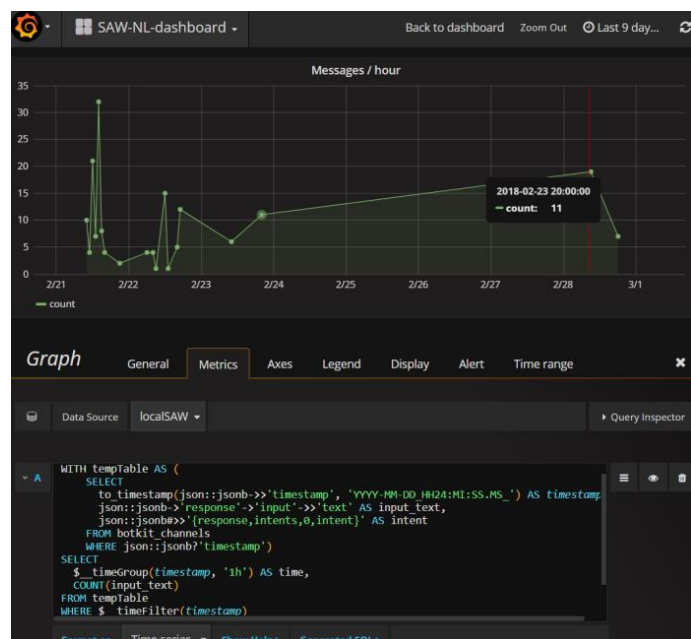 SAW-NL-dashboard Back to dashboard Zoom Out Last 9 day...
Messages / hour
35
30
25
20
15
10
5
0
2018-02-23 20:00:00
count: 11
2/21 2/22 2/23 2/24 2/25 2/26 2/27 2/28 3/1
count
Graph General Metrics Axes Legend Display Alert Time range
Data Source localSAW Query Inspector
A
WITH tempTable AS (
SELECT
to_timestamp(json::jsonb->>'timestamp', 'YYYY-MM-DD_HH24:MI:SS.MS_') AS timestamp
json::jsonb->'response'->'input'->>'text' AS input_text,
json::jsonb#>>'{response,intents,0,intent}' AS intent
FROM botkit_channels
WHERE json::jsonb?'timestamp')
SELECT
$__timeGroup(timestamp, '1h') AS time,
COUNT(input_text)
FROM tempTable
WHERE $__timeFilter(timestamp)
Time series